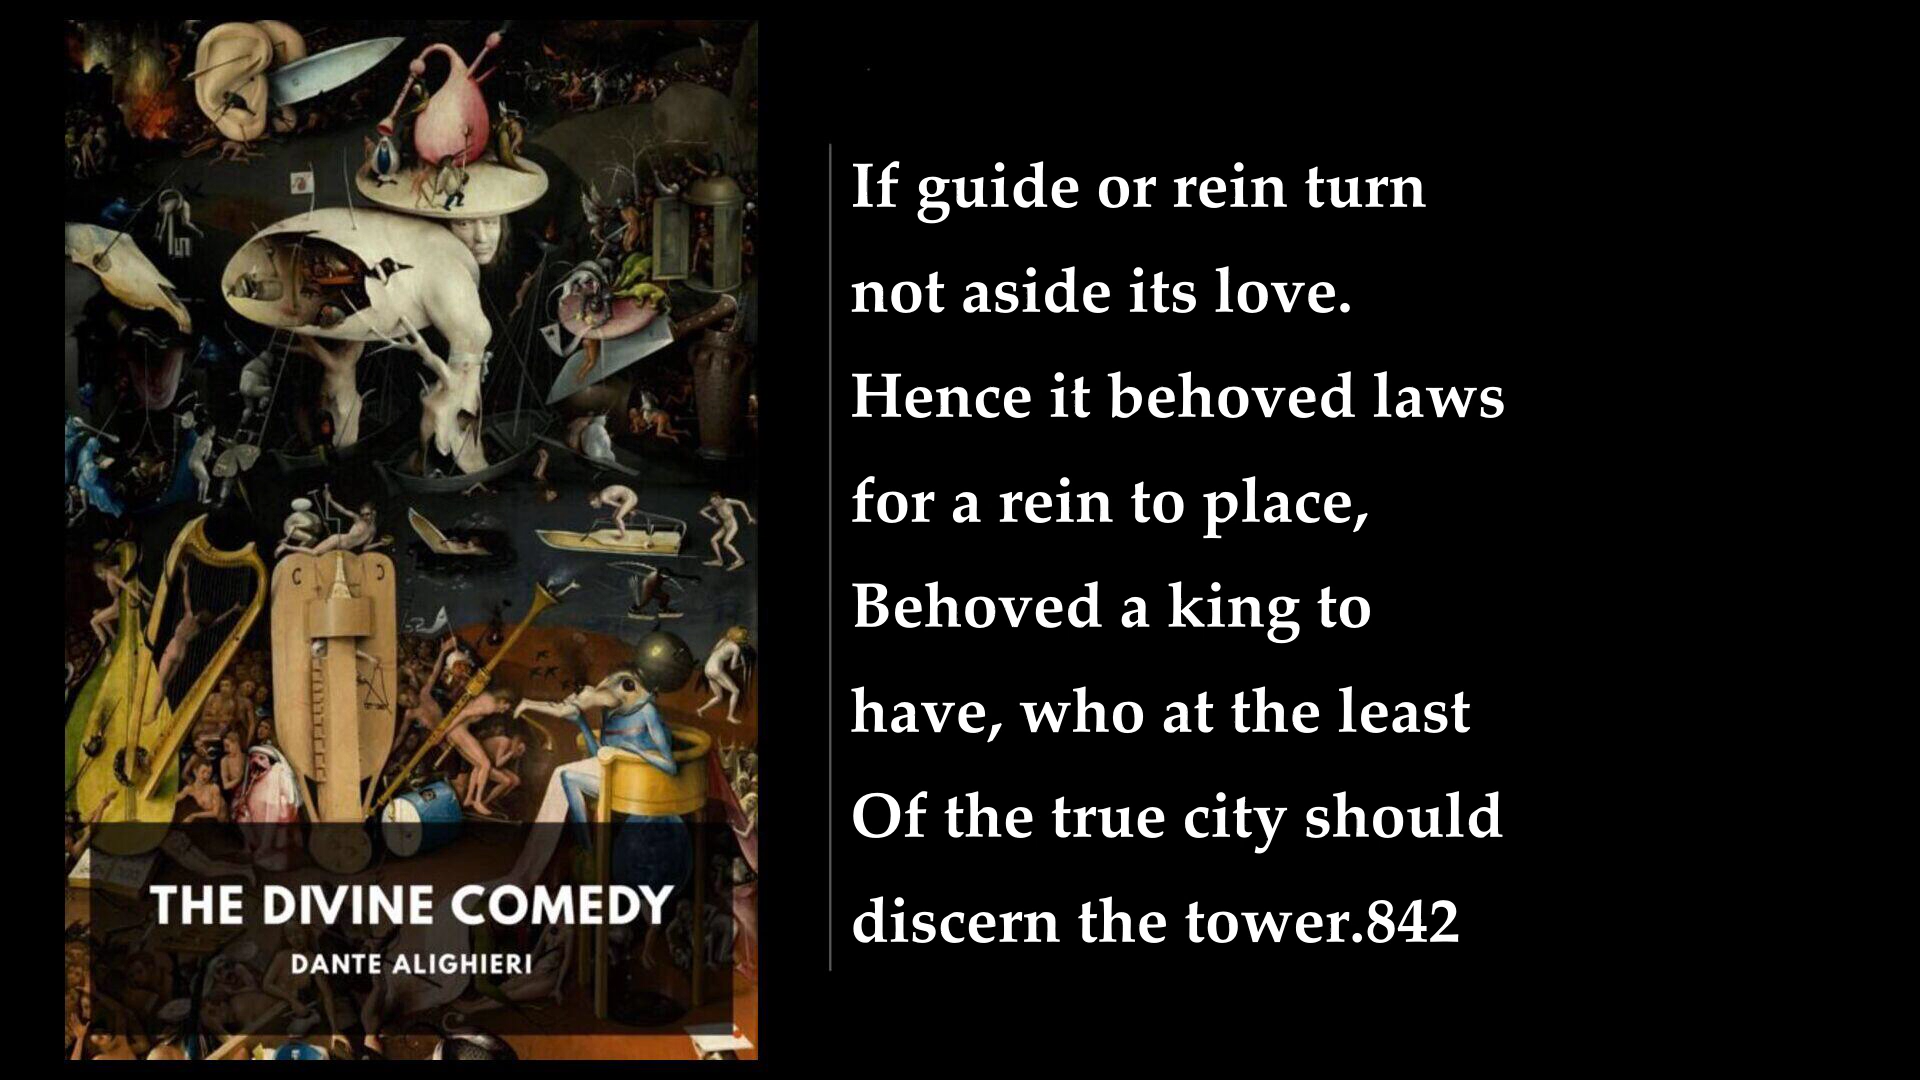 THE DIVINE COMEDY
DANTE ALIGHIERI
If guide or rein turn
not aside its love.
Hence it behoved laws
for a rein to place,
Behoved a king to
have, who at the least
Of the true city should
discern the tower.842